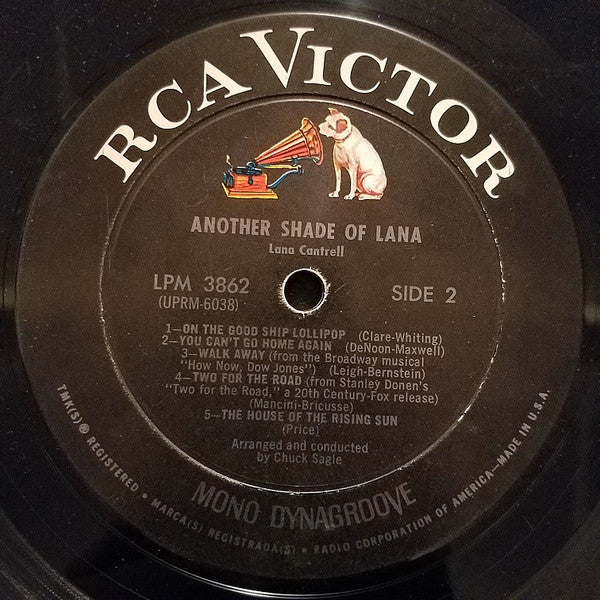 RCA VICTOR
ANOTHER SHADE OF LANA
Lana Cantrell
LPM 3862
(UPRM-6038)
SIDE 2
1—ON THE GOOD SHIP LOLLIPOP (Clare-Whiting)
2—YOU CAN'T GO HOME AGAIN (DeNoon-Maxwell)
3—WALK AWAY (from the Broadway musical
"How Now, Dow Jones") (Leigh-Bernstein)
4—TWO FOR THE ROAD (from Stanley Donen's
"Two for the Road," a 20th Century-Fox release)
(Mancini-Bricusse)
5—THE HOUSE OF THE RISING SUN
(Price)
Arranged and conducted
by Chuck Sagle
MONO DYNAGROOVE
TMK(S) ® REGISTERED • MARCA(S) REGISTRADA(S) • RADIO CORPORATION OF AMERICA—MADE IN U.S.A.